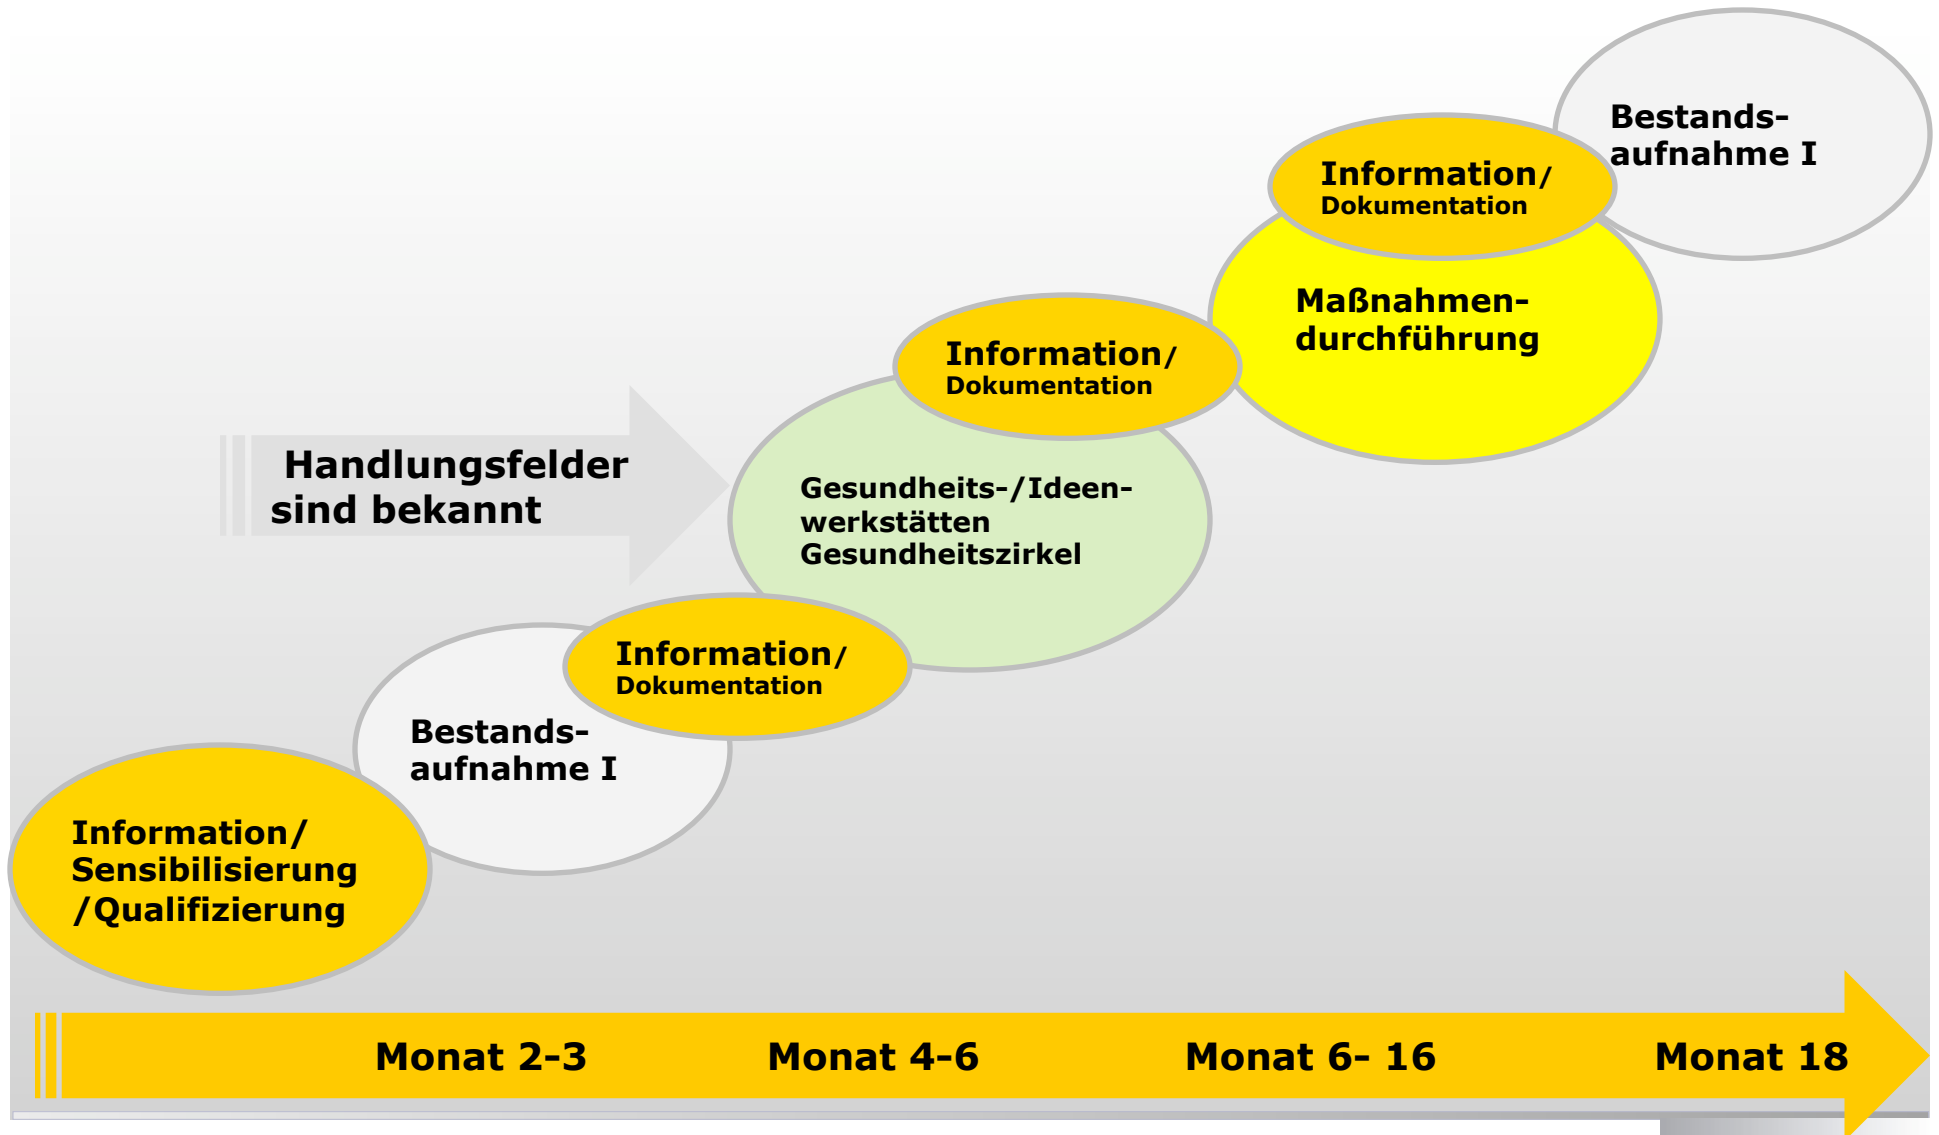 Bestands-
aufnahme I
Information/
Dokumentation
Maßnahmen-
durchführung
Information/
Dokumentation
Handlungsfelder
sind bekannt
Gesundheits-/Ideen-
werkstätten
Gesundheitszirkel
Information/
Dokumentation
Bestands-
aufnahme I
Information/
Sensibilisierung
/Qualifizierung
Monat 2-3
Monat 4-6
Monat 6- 16
Monat 18